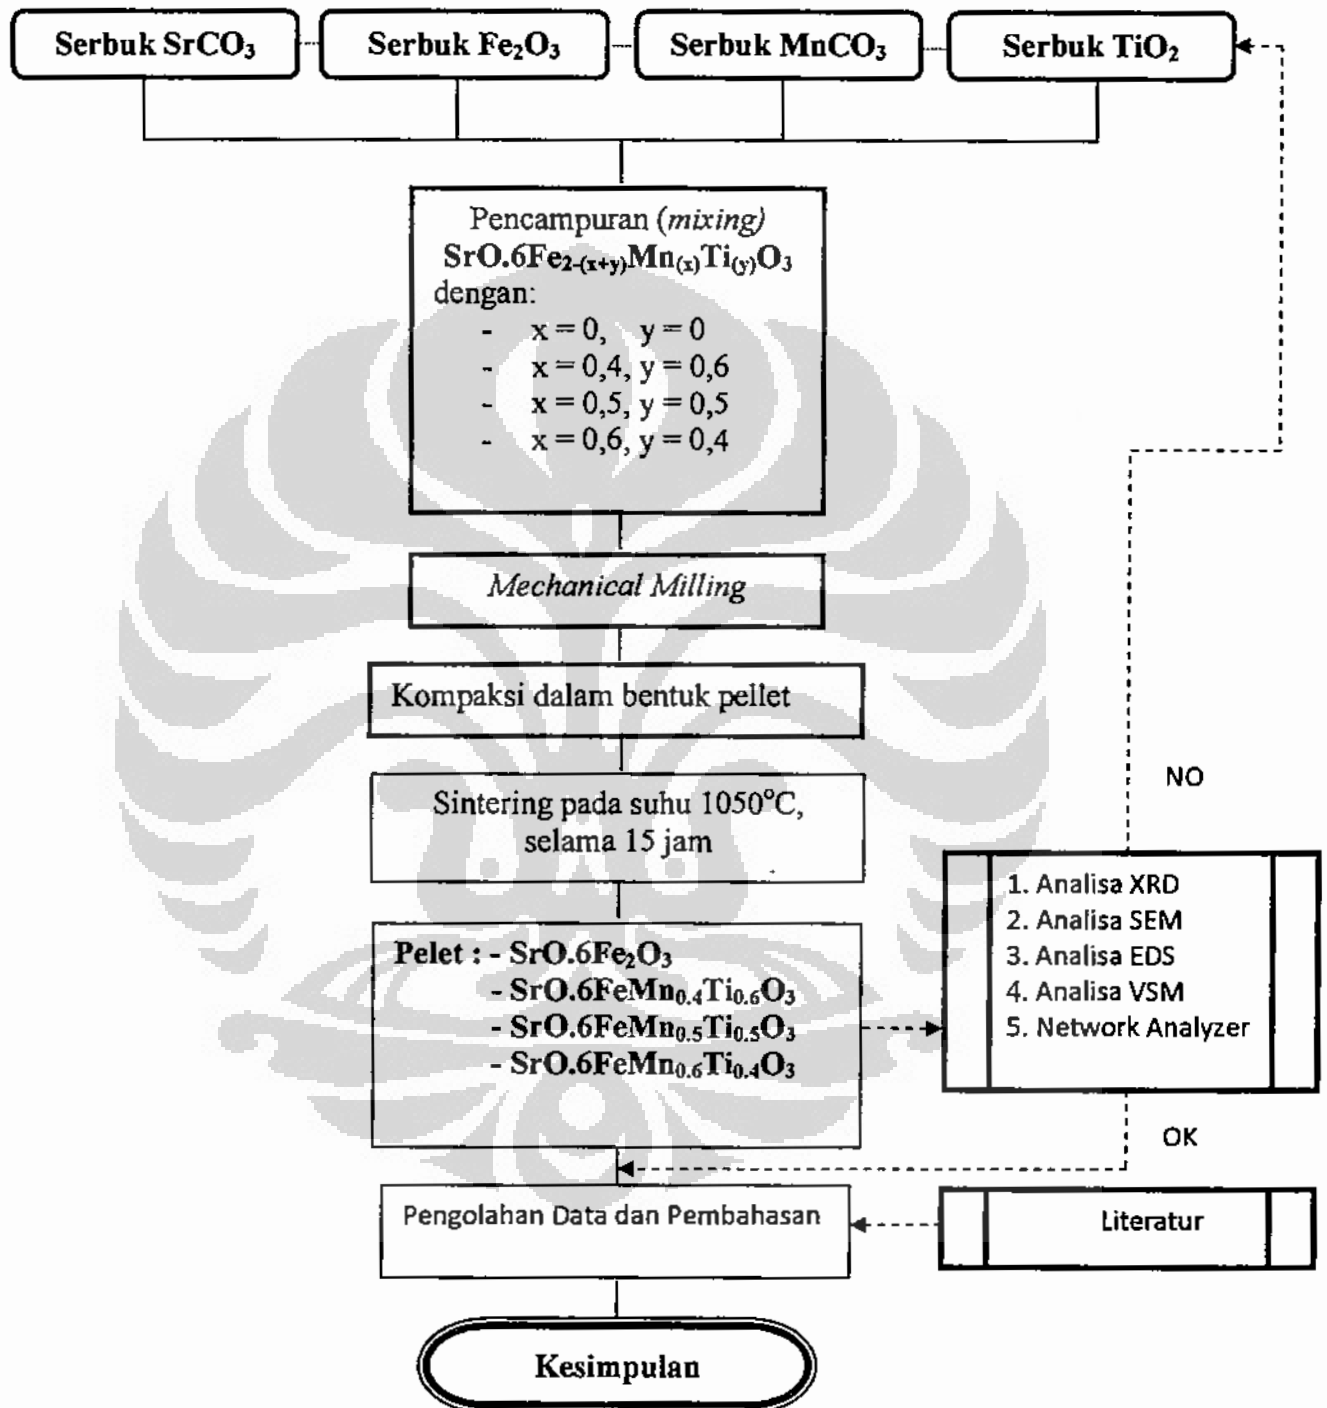 Serbuk SrCO₃
Serbuk Fe₂O₃
Serbuk MnCO₃
Serbuk TiO₂
Pencampuran (mixing)
SrO.6Fe₂₋₍ₓ₊y₎Mn₍ₓ₎Ti₍y₎O₃
dengan:
- x = 0, y = 0
- x = 0,4, y = 0,6
- x = 0,5, y = 0,5
- x = 0,6, y = 0,4
Mechanical Milling
Kompaksi dalam bentuk pellet
Sintering pada suhu 1050°C,
selama 15 jam
Pelet : - SrO.6Fe₂O₃
- SrO.6FeMn₀.₄Ti₀.₆O₃
- SrO.6FeMn₀.₅Ti₀.₅O₃
- SrO.6FeMn₀.₆Ti₀.₄O₃
NO
1. Analisa XRD
2. Analisa SEM
3. Analisa EDS
4. Analisa VSM
5. Network Analyzer
OK
Pengolahan Data dan Pembahasan
Literatur
Kesimpulan